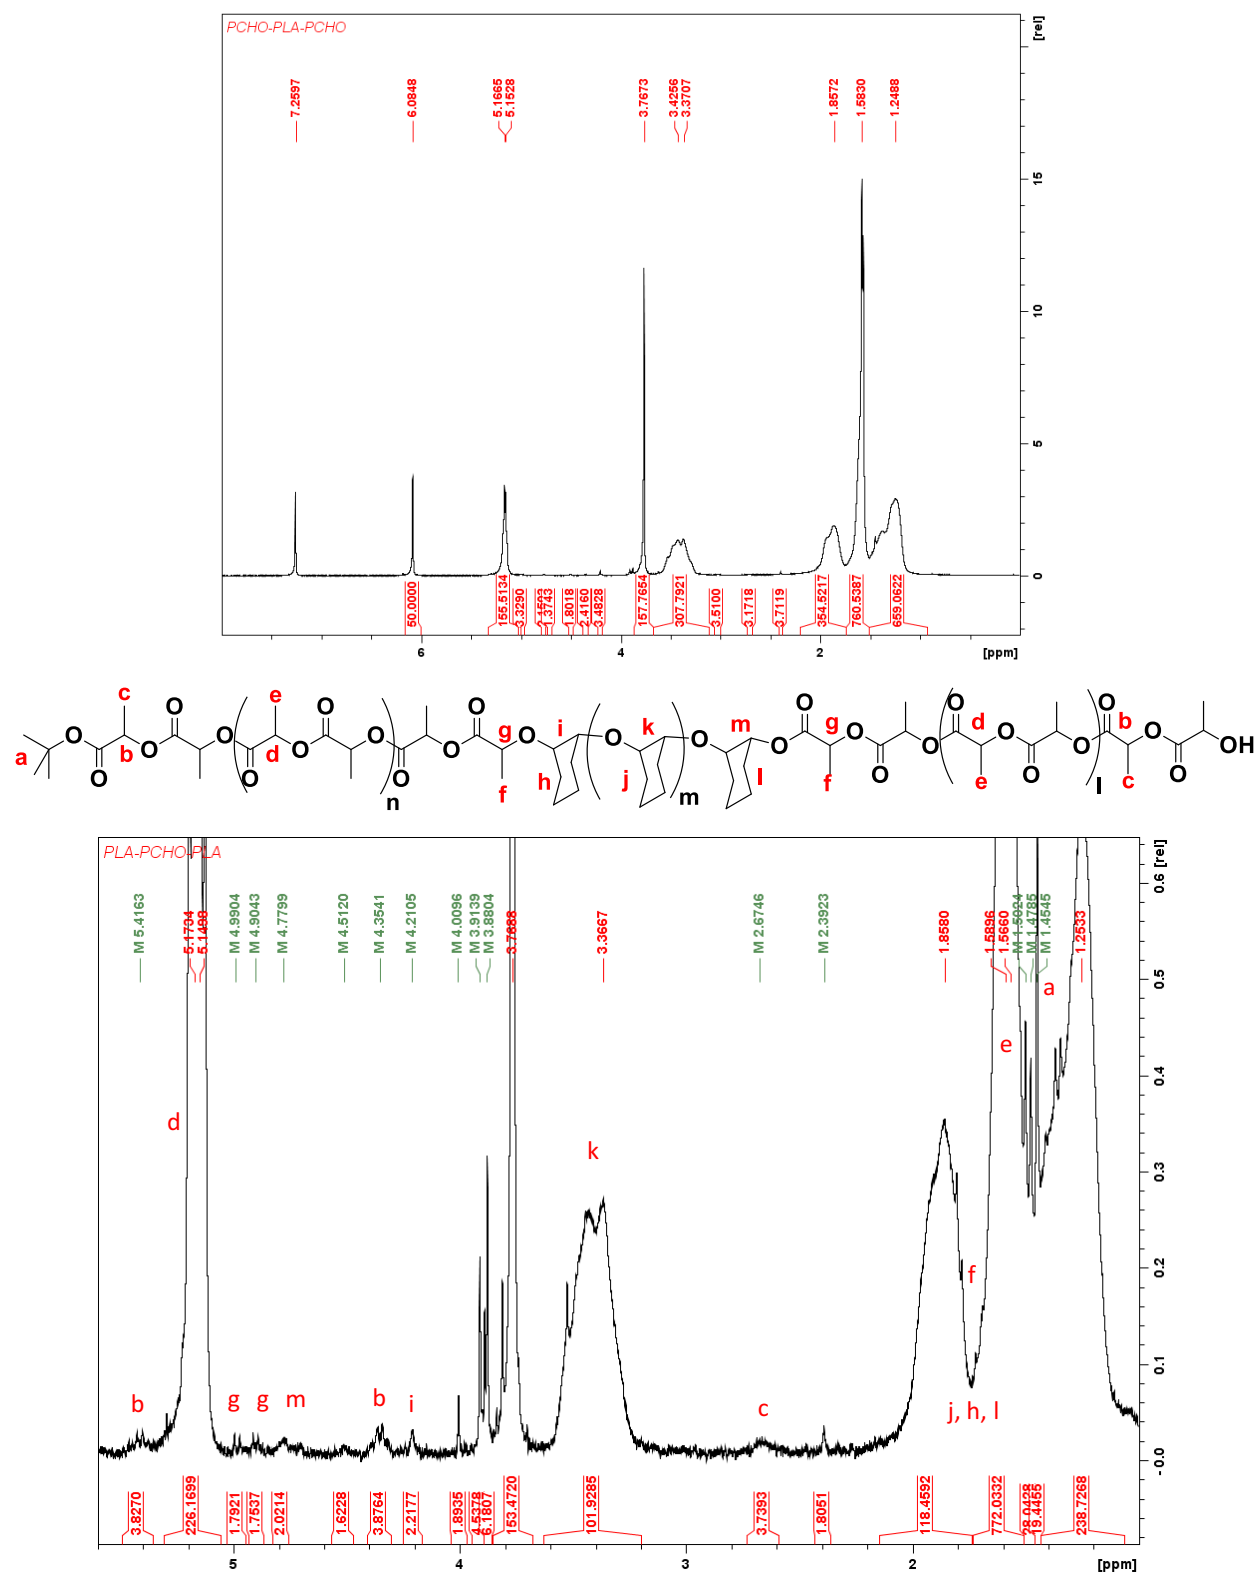 PCHO-PLA-PCHO
[rel]
7.2597
6.0848
5.1665
5.1528
3.7673
3.4256
3.3707
1.8572
1.5830
1.2488
15
10
5
0
50.0000
155.5134
3.3290
1.3743
1.8018
2.4160
3.4828
157.7654
307.7921
3.5100
3.1718
3.7119
354.5217
760.5387
659.0622
6
4
2
[ppm]
c e
O O O O O O O O
a O b O O d O O O g O i k m g O O d O O b O OH
O O O O O O
h j l f c
f e
n m l
PLA-PCHO-PLA
[rel]
M 5.4163
5.1734
5.1498
M 4.9904
M 4.9043
M 4.7799
M 4.5120
M 4.3541
M 4.2105
M 4.0096
M 3.9139
M 3.8804
3.7688
3.3667
M 2.6746
M 2.3923
1.8580
1.5896
1.5660
M 1.5024
M 1.4785
M 1.4545
1.2533
0.6
0.5
0.4
0.3
0.2
0.1
-0.0
a
e
d
k
f
b
g
g
m
b
i
c
j, h, l
3.8270
226.1699
1.7921
1.7537
2.0214
1.6228
3.8764
2.2177
1.8935
4.5378
6.1807
153.4720
101.9285
3.7393
1.8051
118.4592
19.4455
238.7268
5
4
3
2
[ppm]